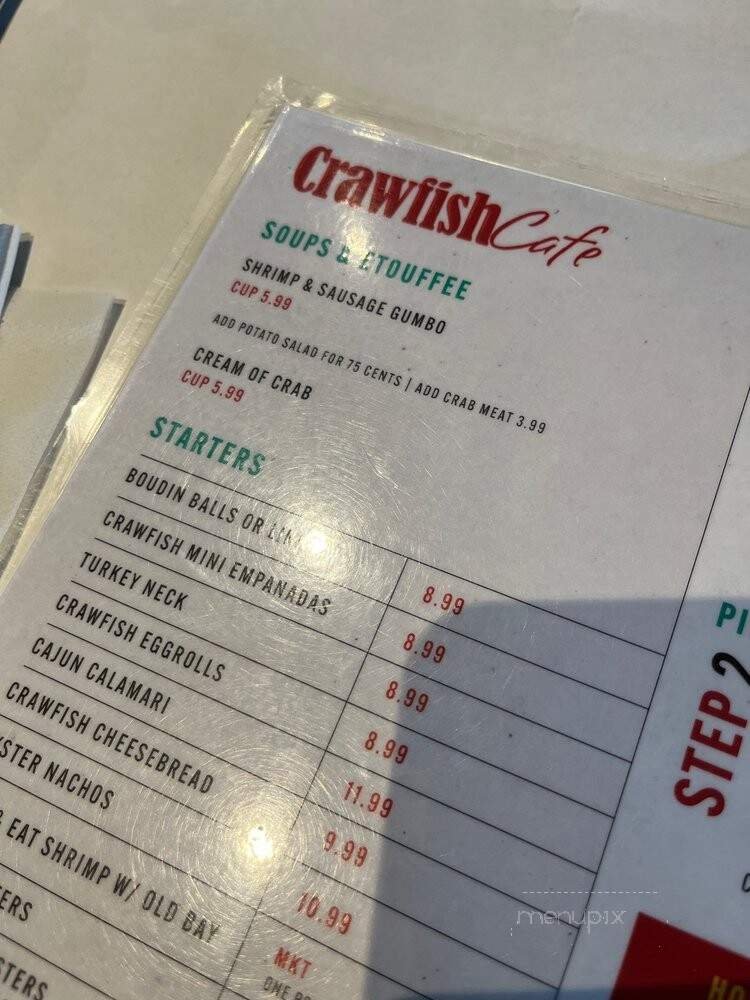 Crawfish Cafe
SOUPS & ETOUFFEE
SHRIMP & SAUSAGE GUMBO
CUP 5.99
ADD POTATO SALAD FOR 75 CENTS | ADD CRAB MEAT 3.99
CREAM OF CRAB
CUP 5.99
STARTERS
BOUDIN BALLS OR 8.99
CRAWFISH MINI EMPANADAS 8.99
TURKEY NECK 8.99
CRAWFISH EGGROLLS 8.99
CAJUN CALAMARI 11.99
CRAWFISH CHEESEBREAD 9.99
NACHOS 10.99
EAT SHRIMP W/ OLD BAY MKT
ONE
STEP 2
menupix